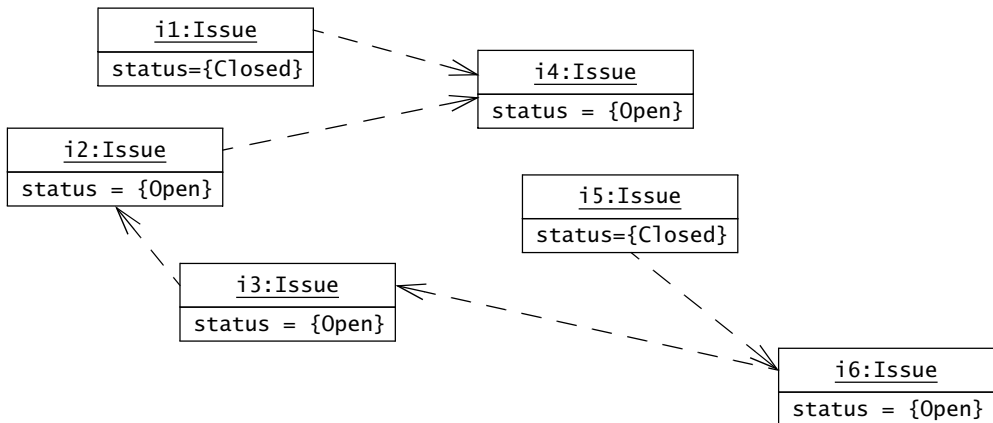 i1:Issue
status={Closed}
i4:Issue
status = {Open}
i2:Issue
status = {Open}
i5:Issue
status={Closed}
i3:Issue
status = {Open}
i6:Issue
status = {Open}